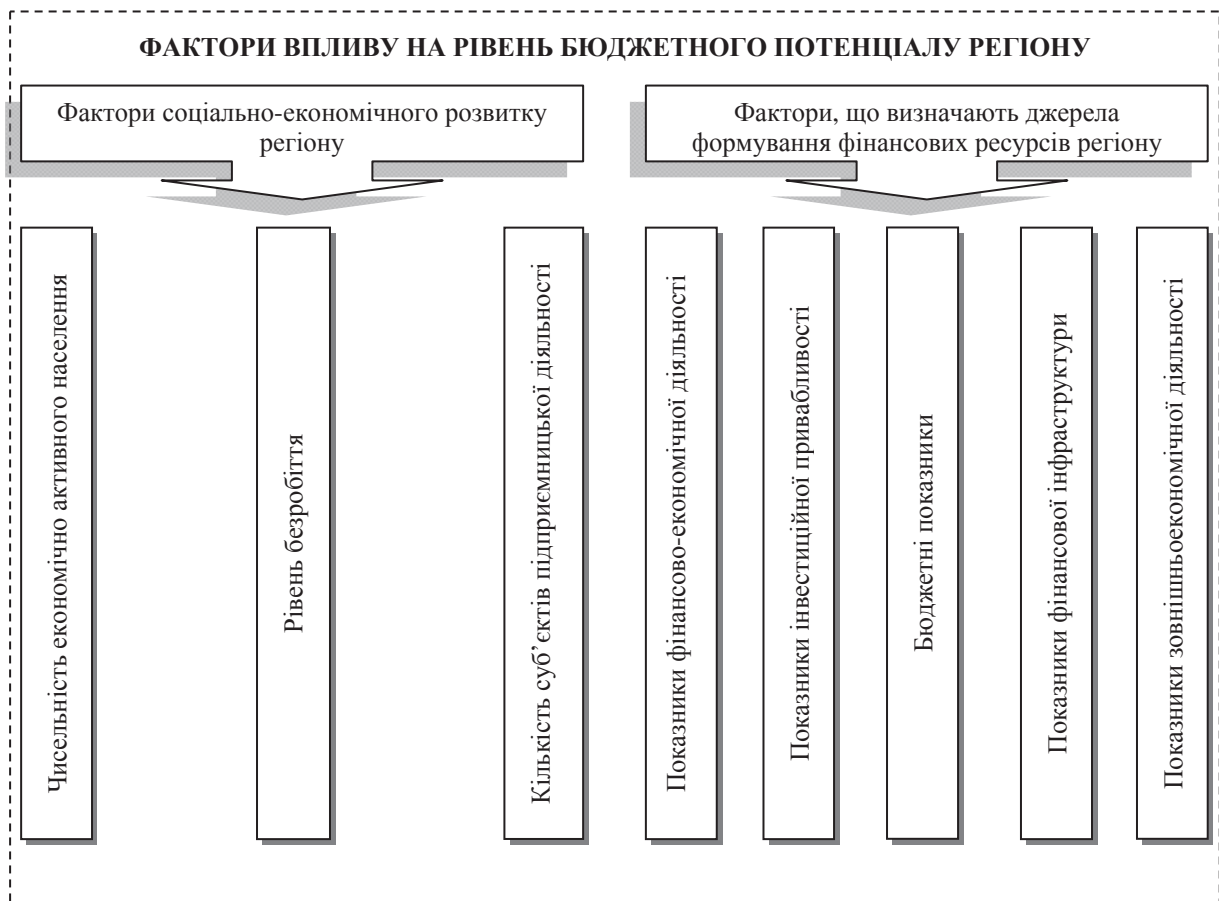 ФАКТОРИ ВПЛИВУ НА РІВЕНЬ БЮДЖЕТНОГО ПОТЕНЦІАЛУ РЕГІОНУ
Фактори соціально-економічного розвитку
регіону
Фактори, що визначають джерела
формування фінансових ресурсів регіону
Чисельність економічно активного населення
Рівень безробіття
Кількість суб’єктів підприємницької діяльності
Показники фінансово-економічної діяльності
Показники інвестиційної привабливості
Бюджетні показники
Показники фінансової інфраструктури
Показники зовнішньоекономічної діяльності